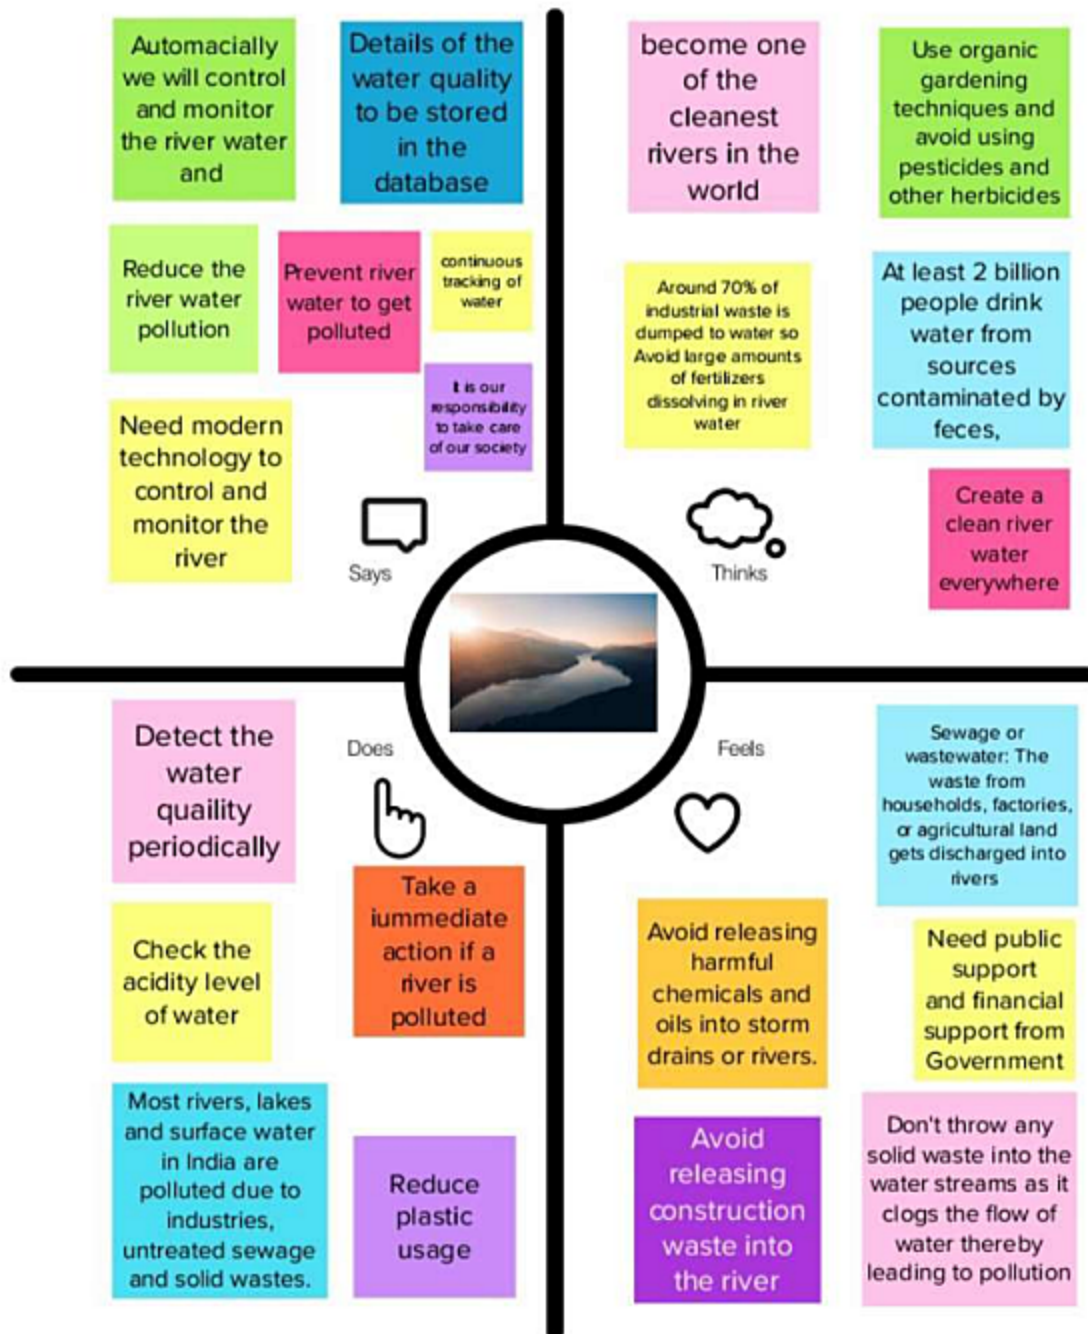 Automacially
we will control
and monitor
the river water
and
Details of the
water quality
to be stored
in the
database
Reduce the
river water
pollution
Prevent river
water to get
polluted
continuous
tracking of
water
It is our
responsibility
to take care
of our society
Need modern
technology to
control and
monitor the
river
Says
become one
of the
cleanest
rivers in the
world
Use organic
gardening
techniques and
avoid using
pesticides and
other herbicides
Around 70% of
industrial waste is
dumped to water so
Avoid large amounts
of fertilizers
dissolving in river
water
At least 2 billion
people drink
water from
sources
contaminated by
feces,
Create a
clean river
water
everywhere
Thinks
Does
Detect the
water
quaility
periodically
Check the
acidity level
of water
Take a
iummediate
action if a
river is
polluted
Most rivers, lakes
and surface water
in India are
polluted due to
industries,
untreated sewage
and solid wastes.
Reduce
plastic
usage
Feels
Sewage or
wastewater: The
waste from
households, factories,
or agricultural land
gets discharged into
rivers
Avoid releasing
harmful
chemicals and
oils into storm
drains or rivers.
Need public
support
and financial
support from
Government
Avoid
releasing
construction
waste into
the river
Don't throw any
solid waste into the
water streams as it
clogs the flow of
water thereby
leading to pollution